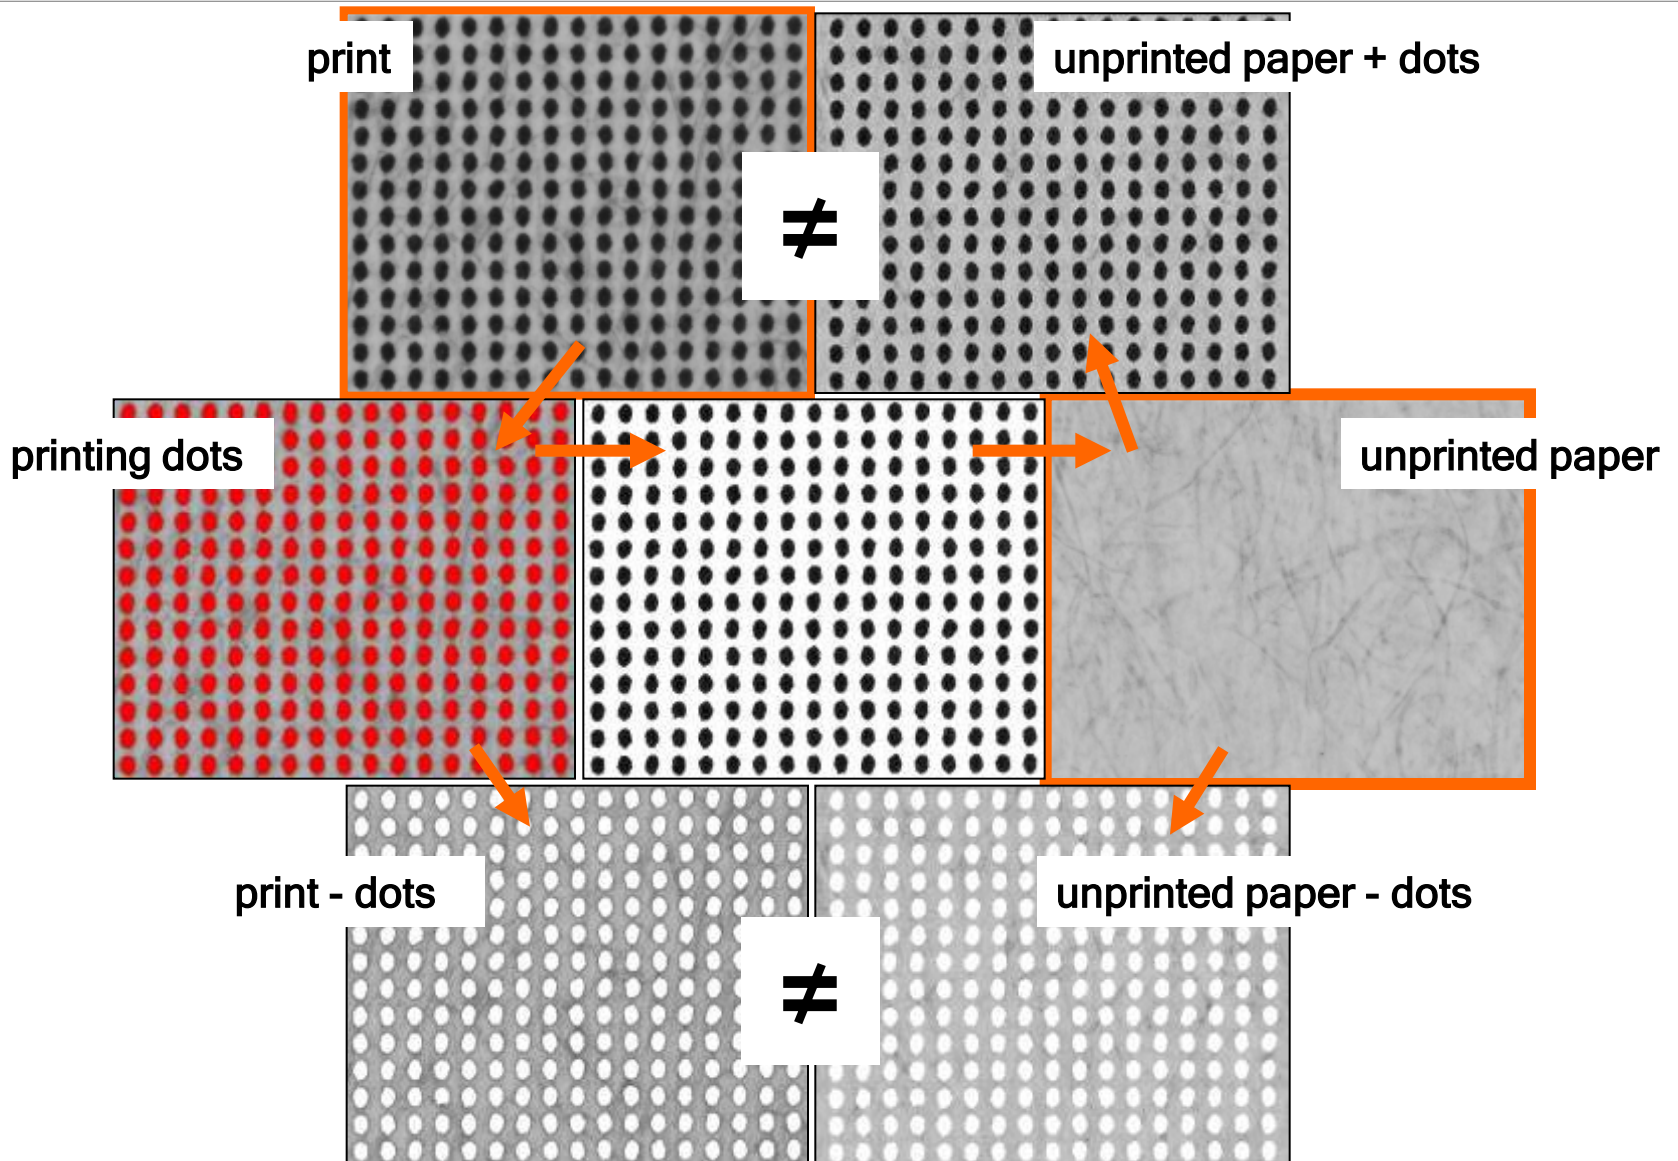 print
unprinted paper + dots
≠
printing dots
unprinted paper
print - dots
unprinted paper - dots
≠